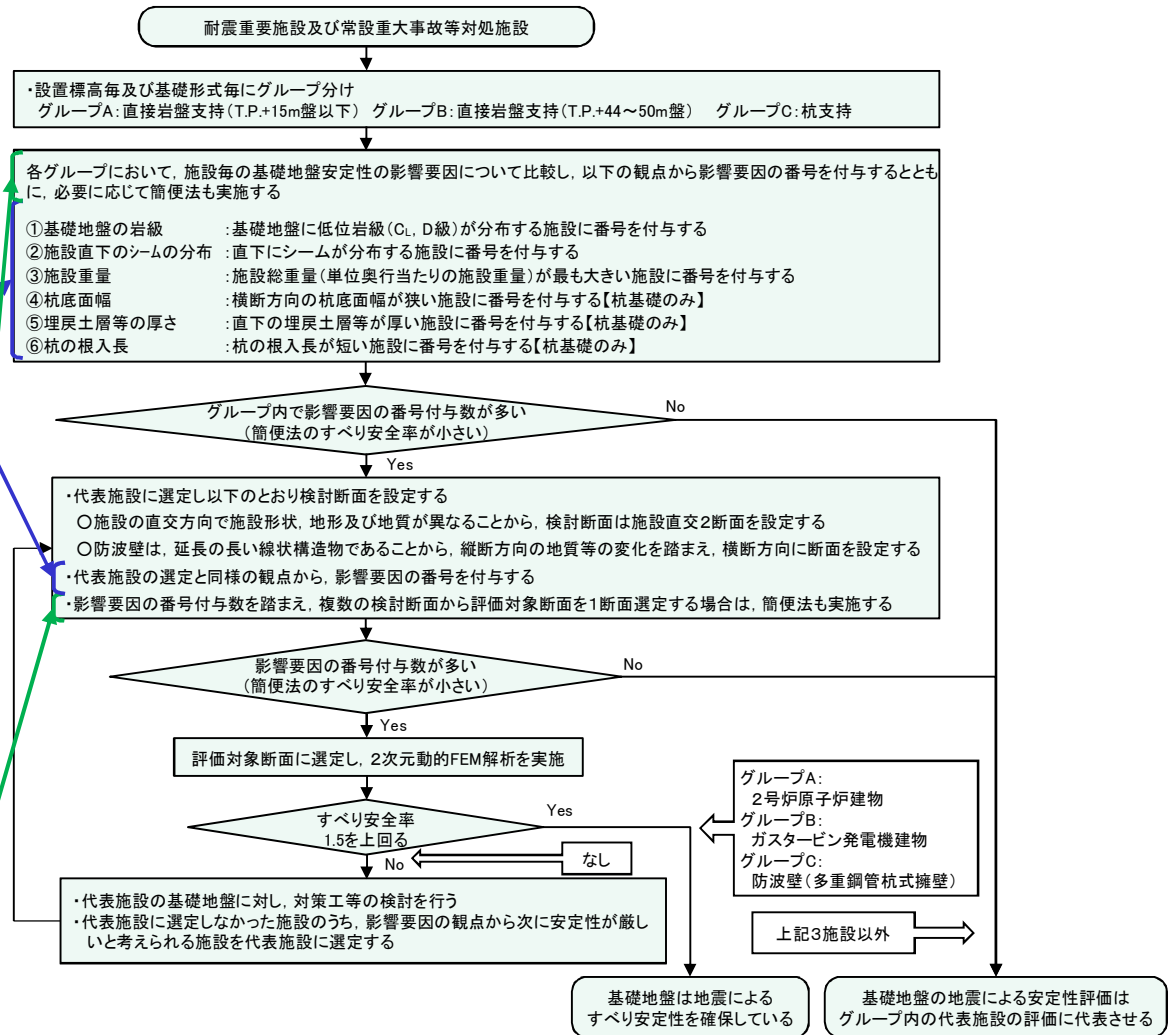 耐震重要施設及び常設重大事故等対処施設
・設置標高毎及び基礎形式毎にグループ分け
グループA：直接岩盤支持（T.P.+15m盤以下） グループB：直接岩盤支持（T.P.+44～50m盤） グループC：杭支持
各グループにおいて，施設毎の基礎地盤安定性の影響要因について比較し，以下の観点から影響要因の番号を付与するととも
に，必要に応じて簡便法も実施する
①基礎地盤の岩級 ：基礎地盤に低位岩級（CL，D級）が分布する施設に番号を付与する
②施設直下のシームの分布 ：直下にシームが分布する施設に番号を付与する
③施設重量 ：施設総重量（単位奥行当たりの施設重量）が最も大きい施設に番号を付与する
④杭底面幅 ：横断方向の杭底面幅が狭い施設に番号を付与する【杭基礎のみ】
⑤埋戻土層等の厚さ ：直下の埋戻土層等が厚い施設に番号を付与する【杭基礎のみ】
⑥杭の根入長 ：杭の根入長が短い施設に番号を付与する【杭基礎のみ】
グループ内で影響要因の番号付与数が多い
（簡便法のすべり安全率が小さい）
No
Yes
・代表施設に選定し以下のとおり検討断面を設定する
○施設の直交方向で施設形状，地形及び地質が異なることから，検討断面は施設直交２断面を設定する
○防波壁は，延長の長い線状構造物であることから，縦断方向の地質等の変化を踏まえ，横断方向に断面を設定する
・代表施設の選定と同様の観点から，影響要因の番号を付与する
・影響要因の番号付与数を踏まえ，複数の検討断面から評価対象断面を１断面選定する場合は，簡便法も実施する
影響要因の番号付与数が多い
（簡便法のすべり安全率が小さい）
No
Yes
評価対象断面に選定し，２次元動的FEM解析を実施
すべり安全率
1.5を上回る
Yes
No
なし
グループA：
２号炉原子炉建物
グループB：
ガスタービン発電機建物
グループC：
防波壁（多重鋼管杭式擁壁）
・代表施設の基礎地盤に対し，対策工等の検討を行う
・代表施設に選定しなかった施設のうち，影響要因の観点から次に安定性が厳し
いと考えられる施設を代表施設に選定する
上記３施設以外
基礎地盤は地震による
すべり安定性を確保している
基礎地盤の地震による安定性評価は
グループ内の代表施設の評価に代表させる